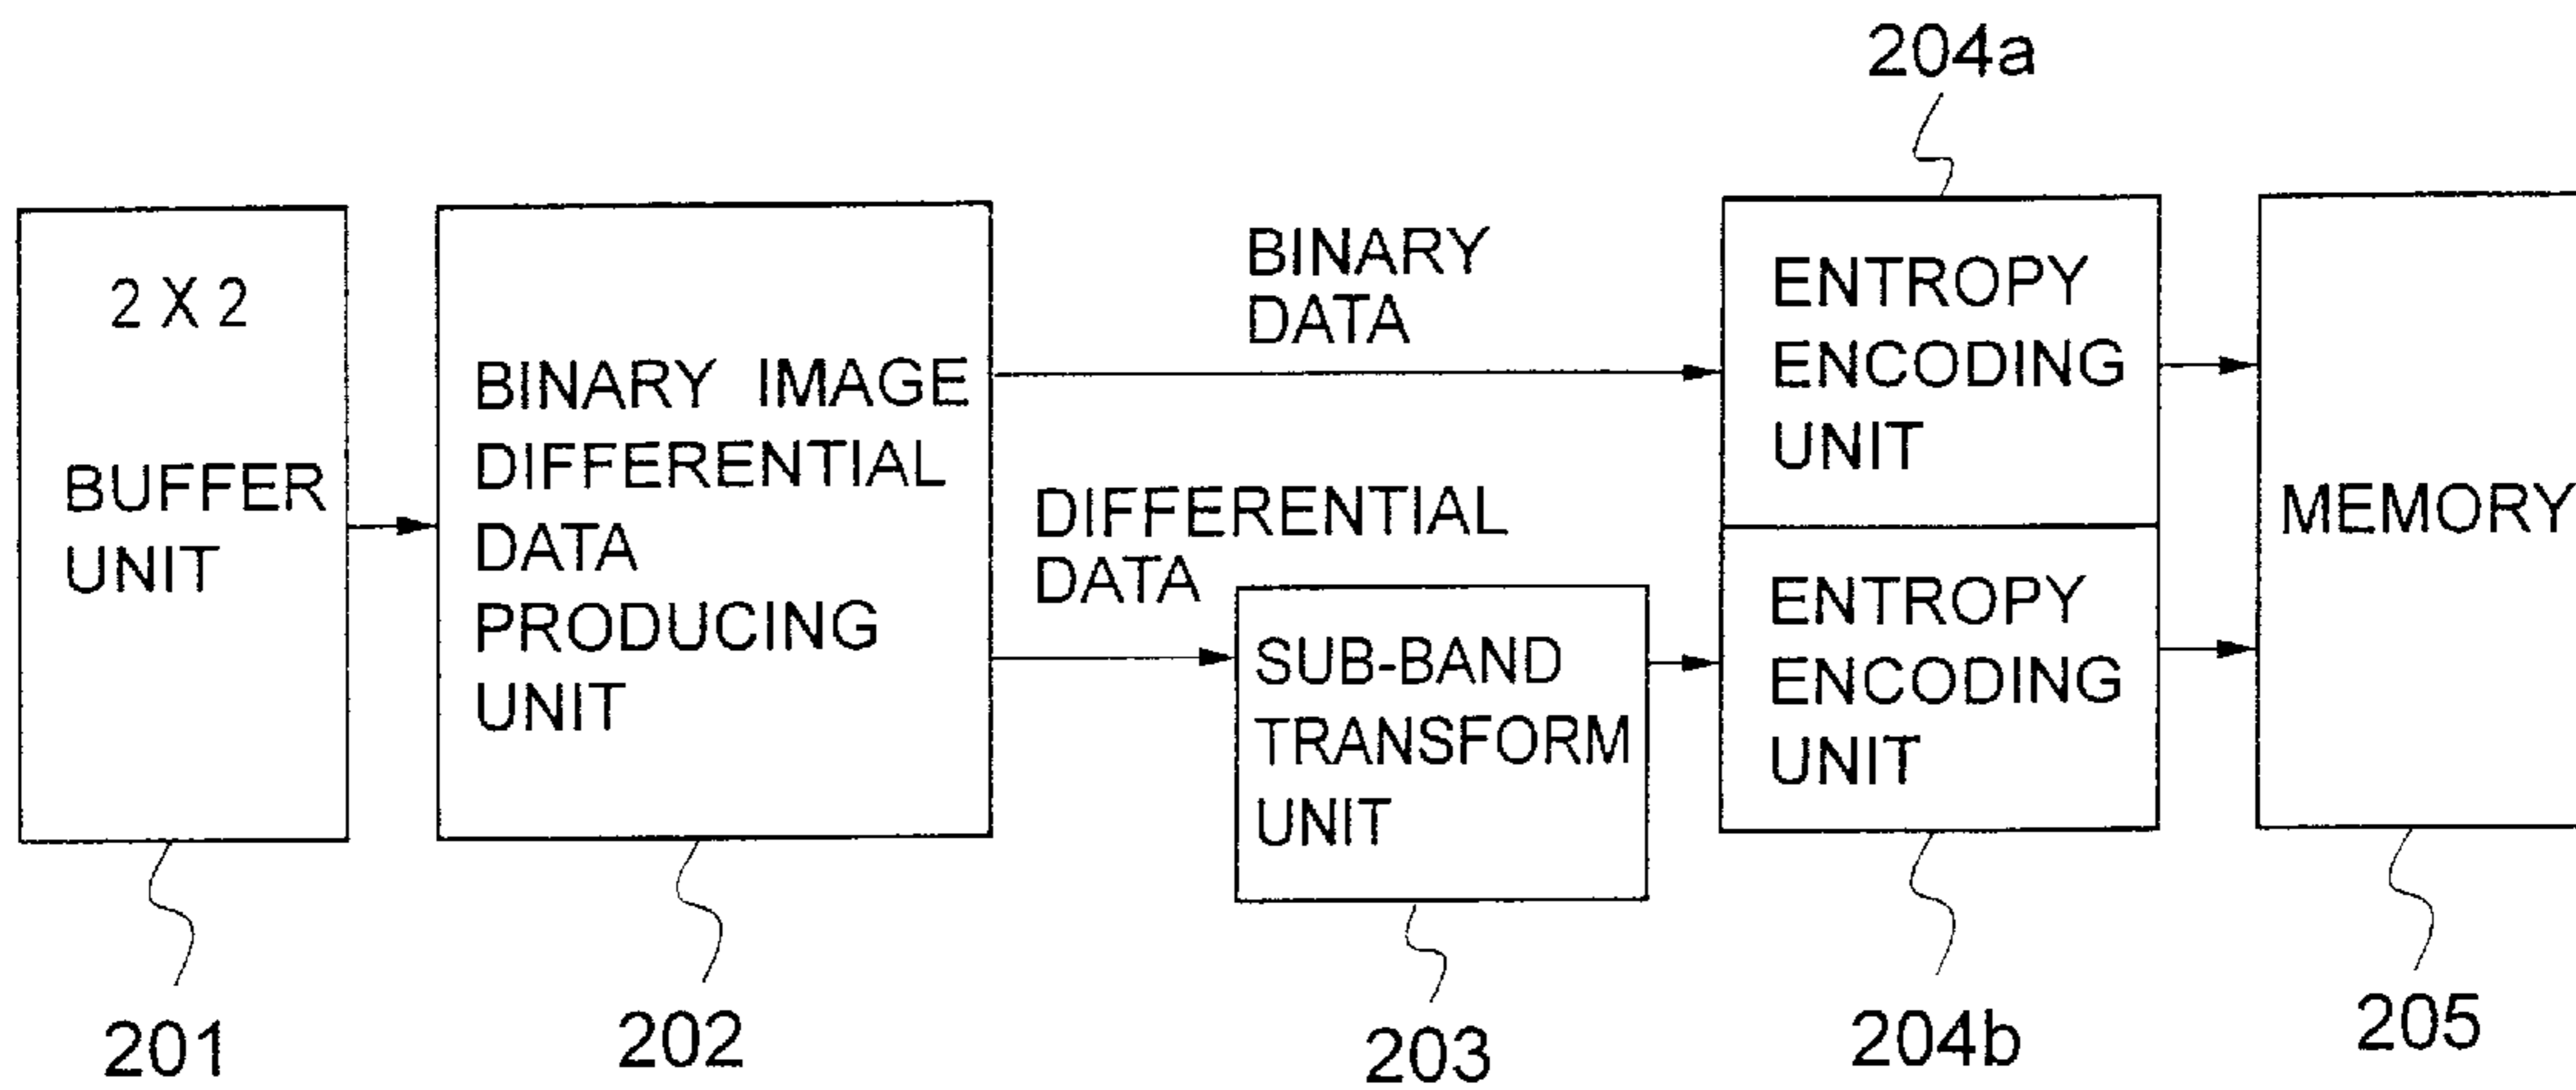 204a
2 X 2
BUFFER
UNIT
BINARY IMAGE
DIFFERENTIAL
DATA
PRODUCING
UNIT
BINARY
DATA
DIFFERENTIAL
DATA
SUB-BAND
TRANSFORM
UNIT
ENTROPY
ENCODING
UNIT
ENTROPY
ENCODING
UNIT
MEMORY
201
202
203
204b
205